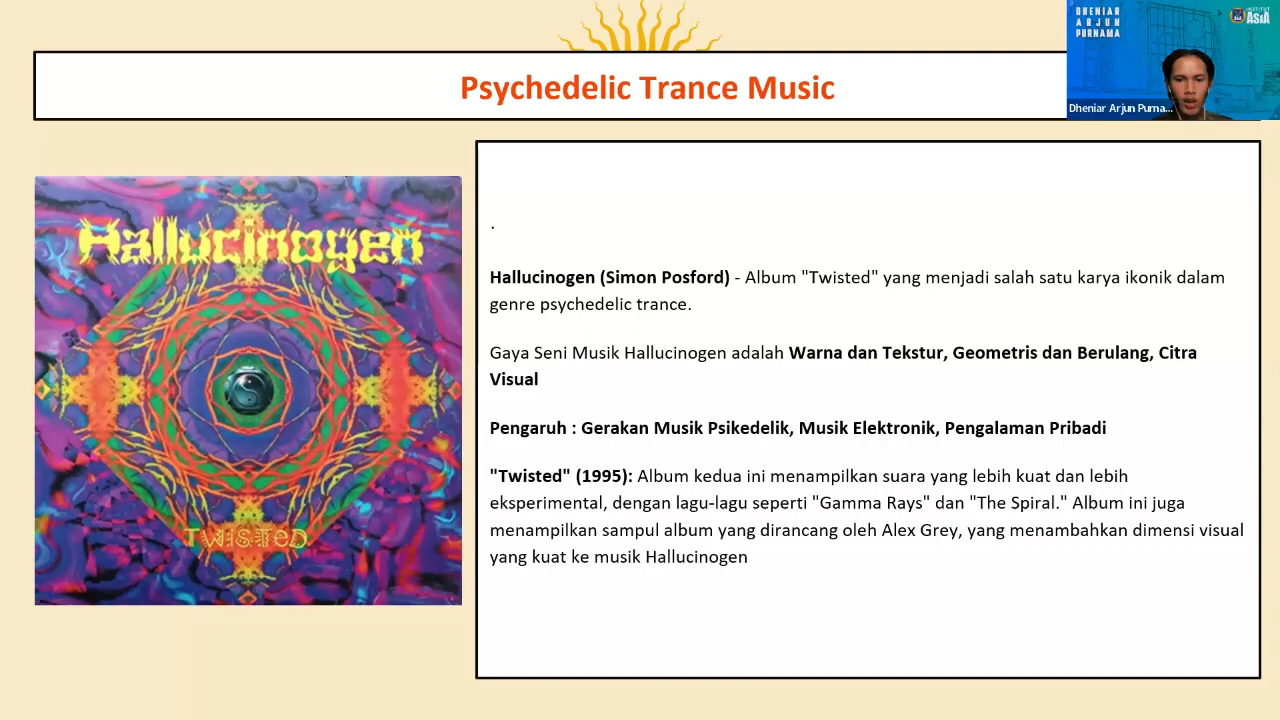 Psychedelic Trance Music
DHENIAR
ARJUN
PURNAMA
INSTITUT
ASIA
Dheniar Arjun Purna...
Hallucinogen
TWISTED
.
Hallucinogen (Simon Posford) - Album "Twisted" yang menjadi salah satu karya ikonik dalam
genre psychedelic trance.
Gaya Seni Musik Hallucinogen adalah Warna dan Tekstur, Geometris dan Berulang, Citra
Visual
Pengaruh : Gerakan Musik Psikedelik, Musik Elektronik, Pengalaman Pribadi
"Twisted" (1995): Album kedua ini menampilkan suara yang lebih kuat dan lebih
eksperimental, dengan lagu-lagu seperti "Gamma Rays" dan "The Spiral." Album ini juga
menampilkan sampul album yang dirancang oleh Alex Grey, yang menambahkan dimensi visual
yang kuat ke musik Hallucinogen